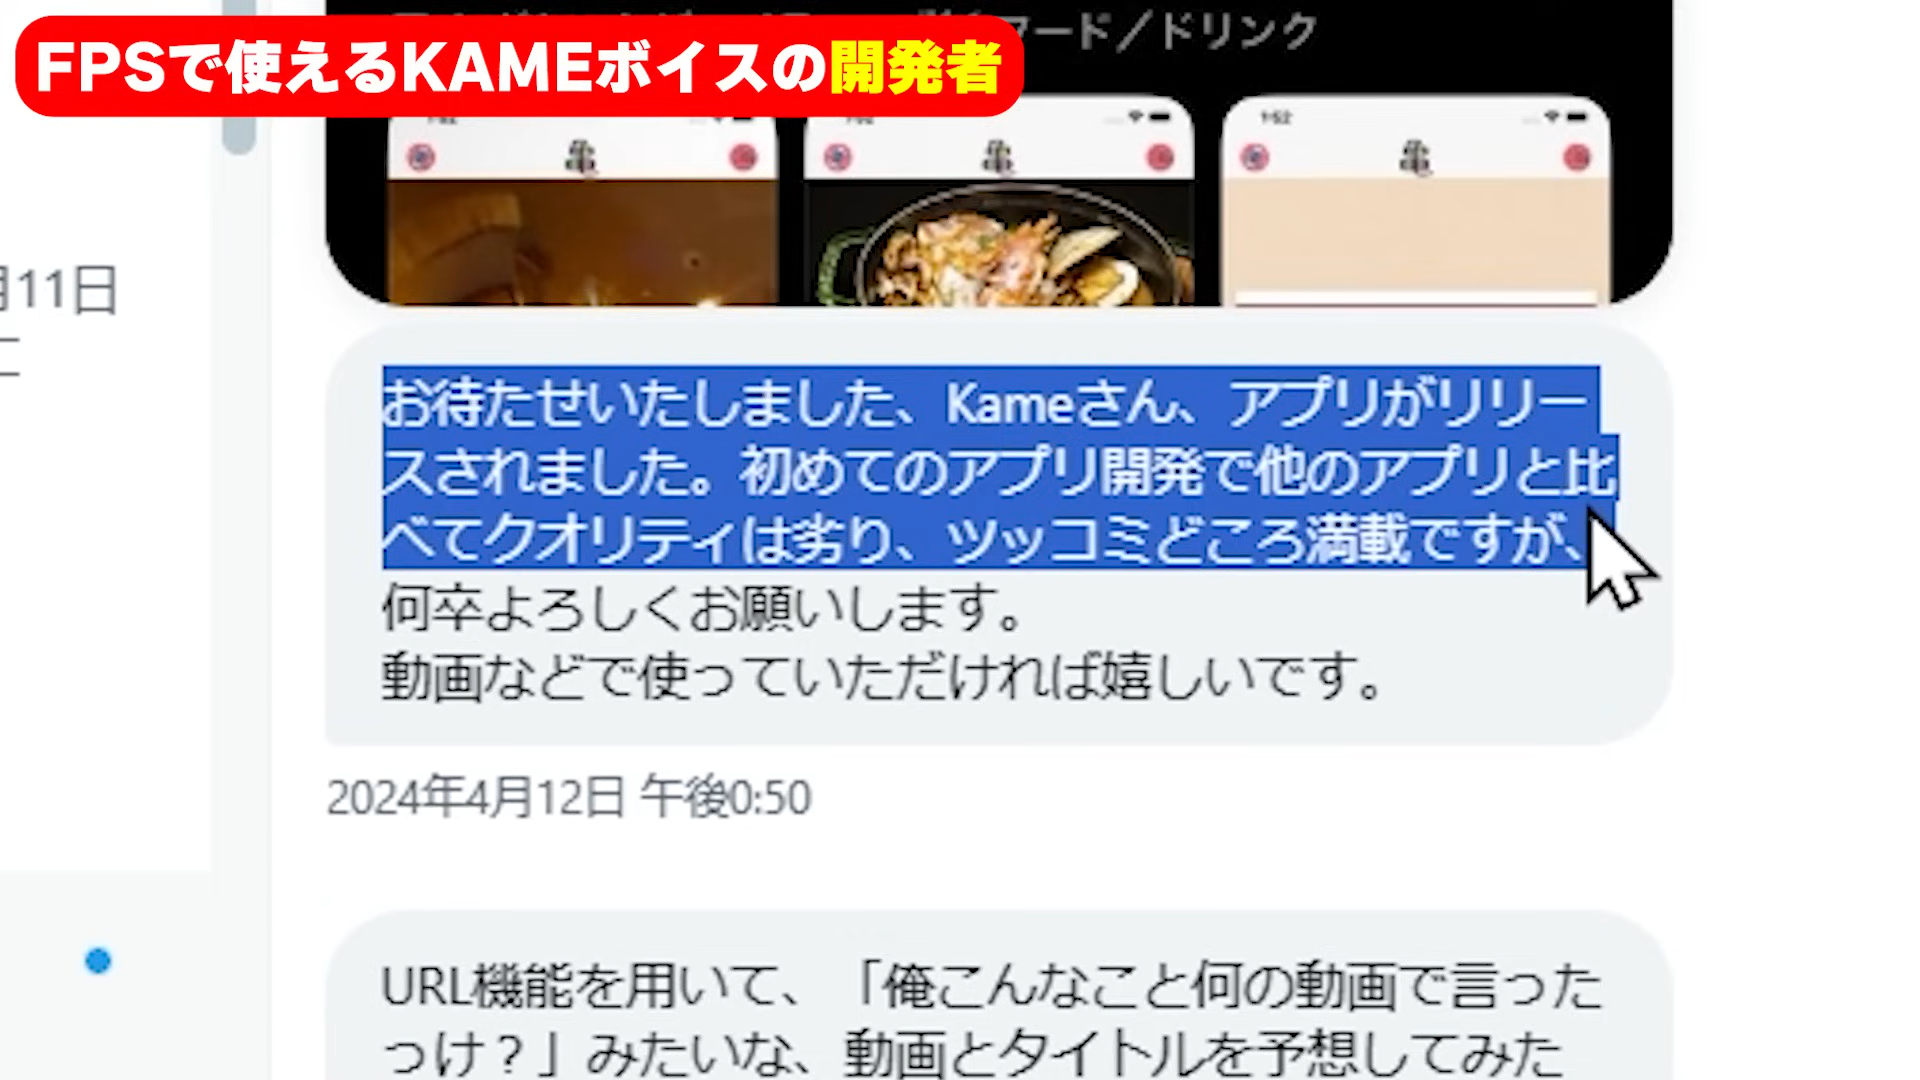 FPSで使えるKAMEボイスの開発者
フード／ドリンク
1:52
亀
亀
亀
月11日
お待たせいたしました、Kameさん、アプリがリリー
スされました。初めてのアプリ開発で他のアプリと比
べてクオリティは劣り、ツッコミどころ満載ですが、
何卒よろしくお願いします。
動画などで使っていただければ嬉しいです。
2024年4月12日 午後0:50
URL機能を用いて、「俺こんなこと何の動画で言った
っけ？」みたいな、動画とタイトルを予想してみた